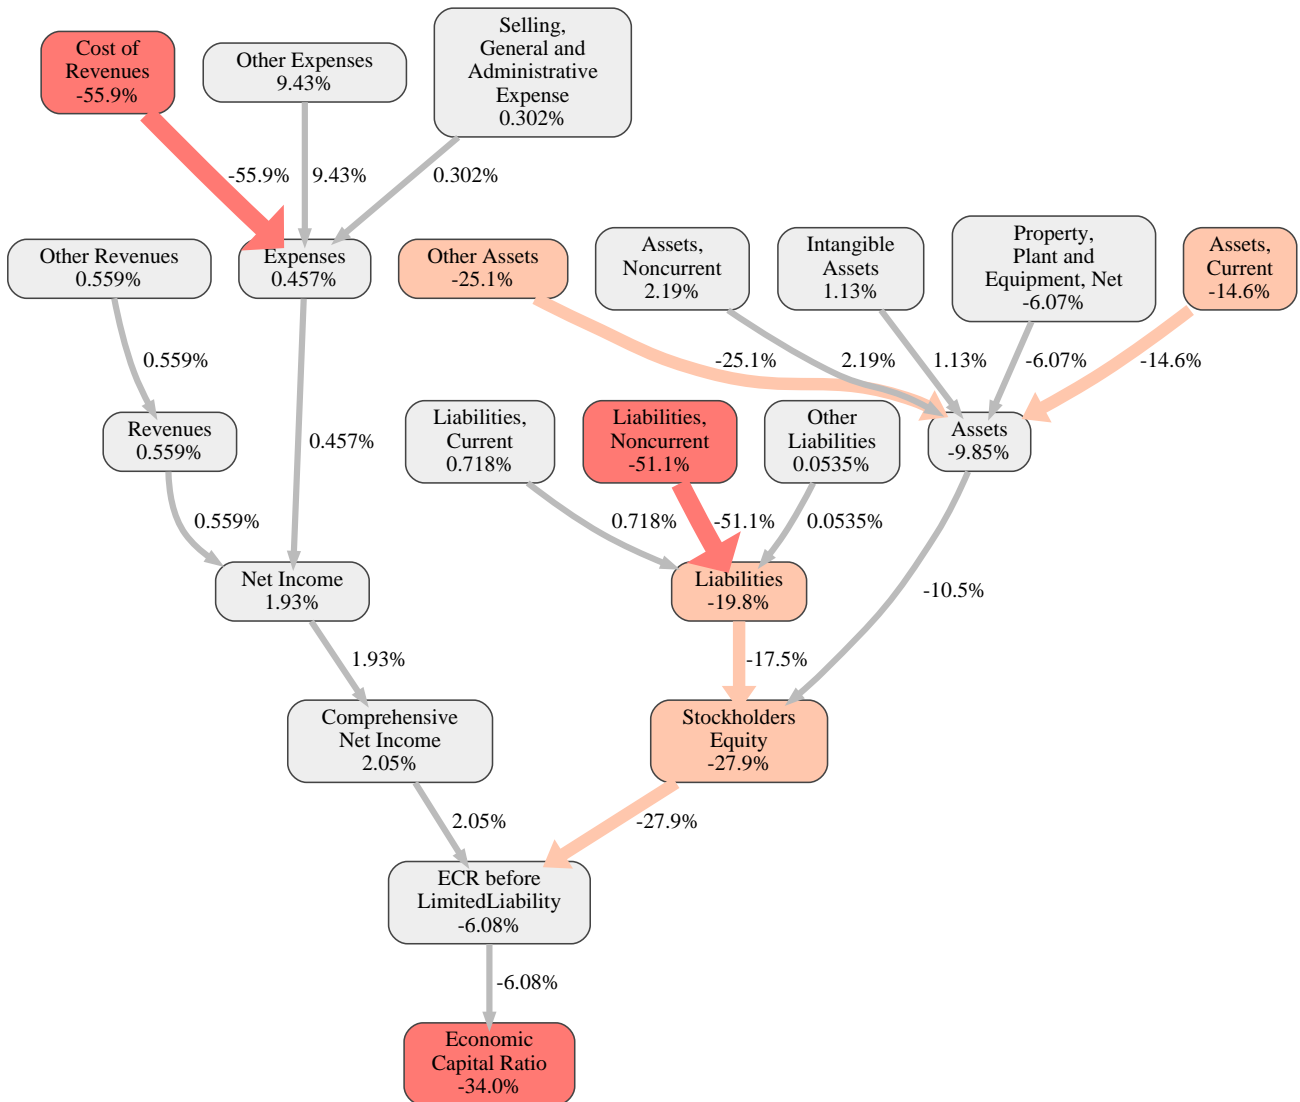 Cost of
Revenues
-55.9%
Other Expenses
9.43%
Selling,
General and
Administrative
Expense
0.302%
-55.9%
9.43%
0.302%
Other Revenues
0.559%
Expenses
0.457%
Other Assets
-25.1%
Assets,
Noncurrent
2.19%
Intangible
Assets
1.13%
Property,
Plant and
Equipment, Net
-6.07%
Assets,
Current
-14.6%
0.559%
-25.1%
2.19%
1.13%
-6.07%
-14.6%
Revenues
0.559%
0.457%
Liabilities,
Current
0.718%
Liabilities,
Noncurrent
-51.1%
Other
Liabilities
0.0535%
Assets
-9.85%
0.559%
0.718%
-51.1%
0.0535%
Net Income
1.93%
Liabilities
-19.8%
-10.5%
1.93%
-17.5%
Comprehensive
Net Income
2.05%
Stockholders
Equity
-27.9%
2.05%
-27.9%
ECR before
LimitedLiability
-6.08%
-6.08%
Economic
Capital Ratio
-34.0%